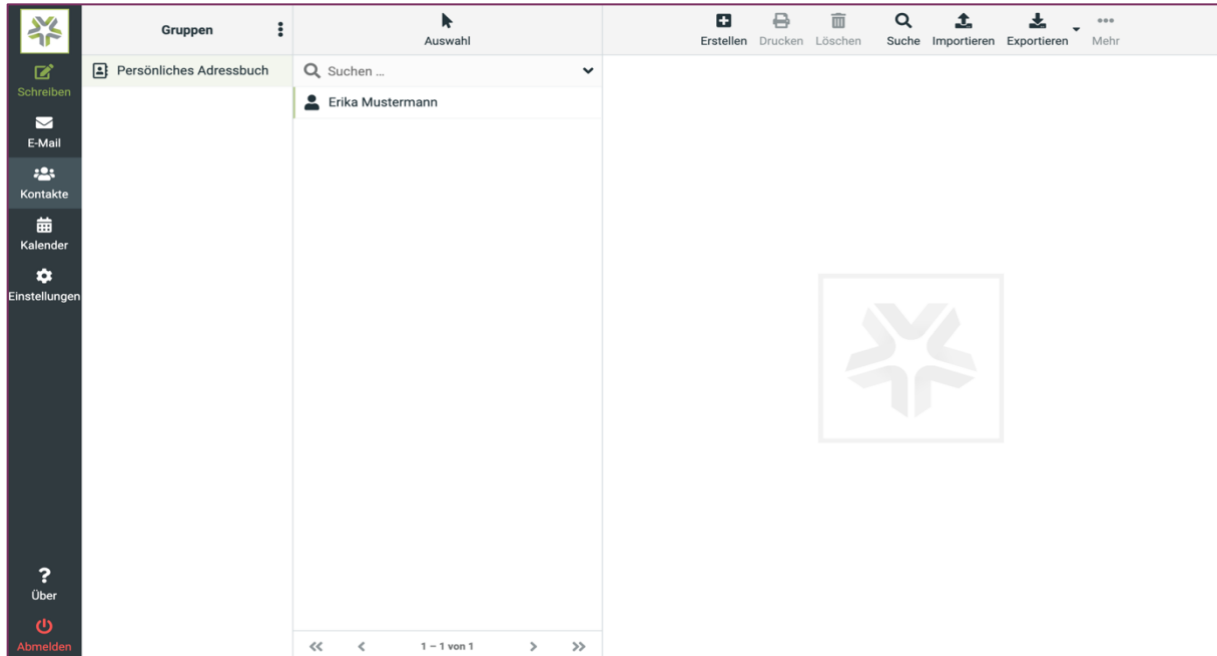 Gruppen
Auswahl
Erstellen Drucken Löschen Suche Importieren Exportieren Mehr
Schreiben
E-Mail
Kontakte
Kalender
Einstellungen
Über
Abmelden
Persönliches Adressbuch
Suchen ...
Erika Mustermann
1 – 1 von 1